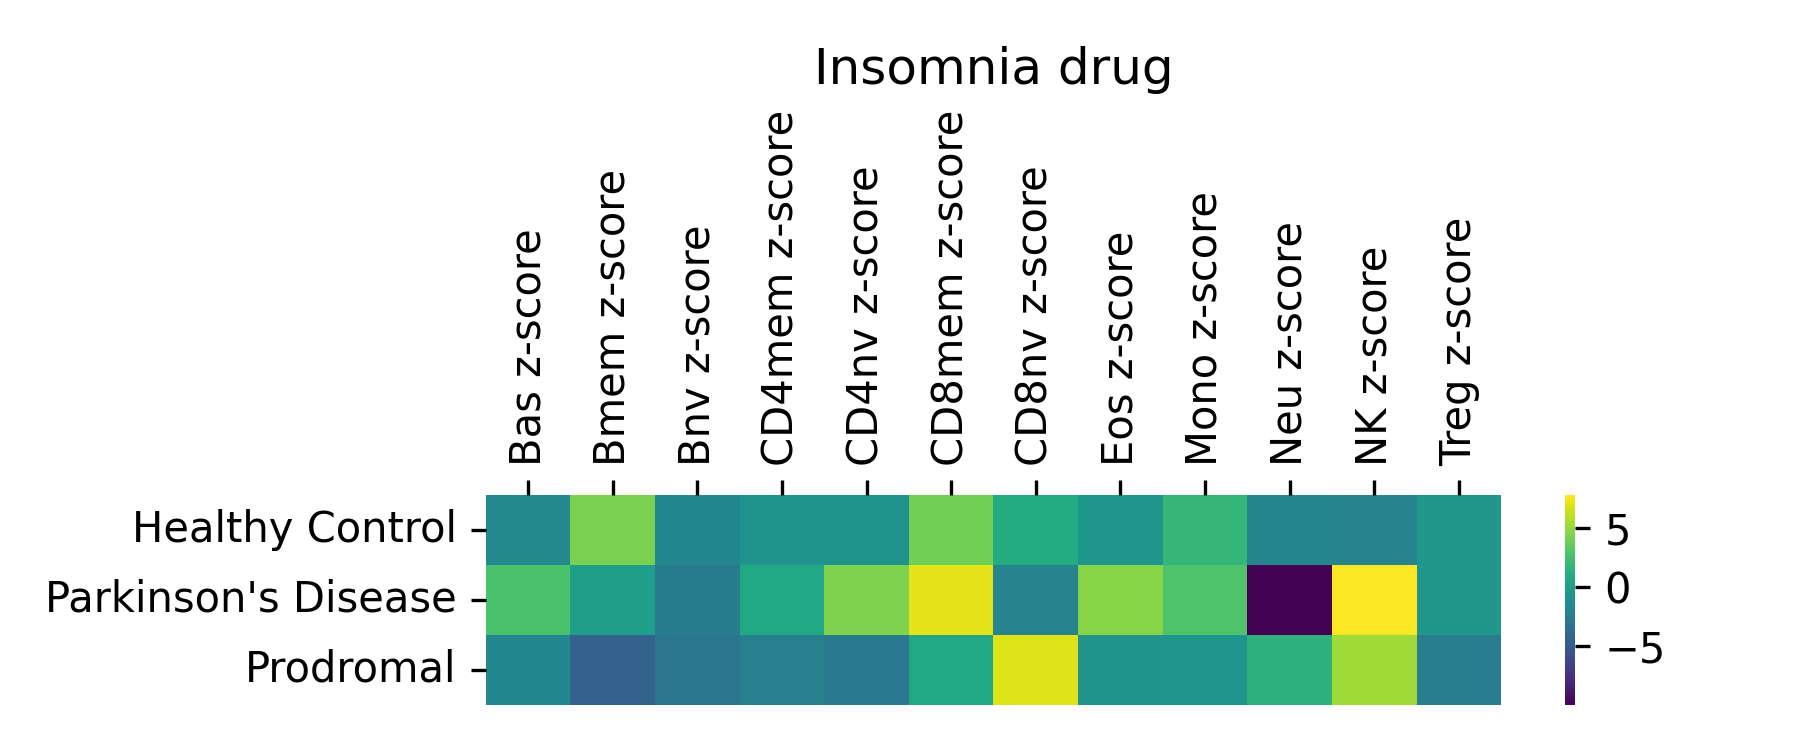 Insomnia drug
Bas z-score
Bmem z-score
Bnv z-score
CD4mem z-score
CD4nv z-score
CD8mem z-score
CD8nv z-score
Eos z-score
Mono z-score
Neu z-score
NK z-score
Treg z-score
Healthy Control
Parkinson's Disease
Prodromal
5
0
−5